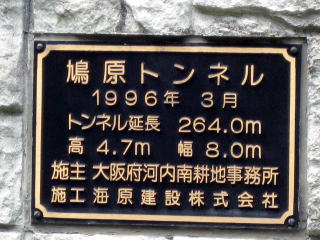 鳩原トンネル
1996年 3月
トンネル延長 264.0m
高 4.7m 幅 8.0m
施主 大阪府河内南耕地事務所
施工 海原建設株式会社